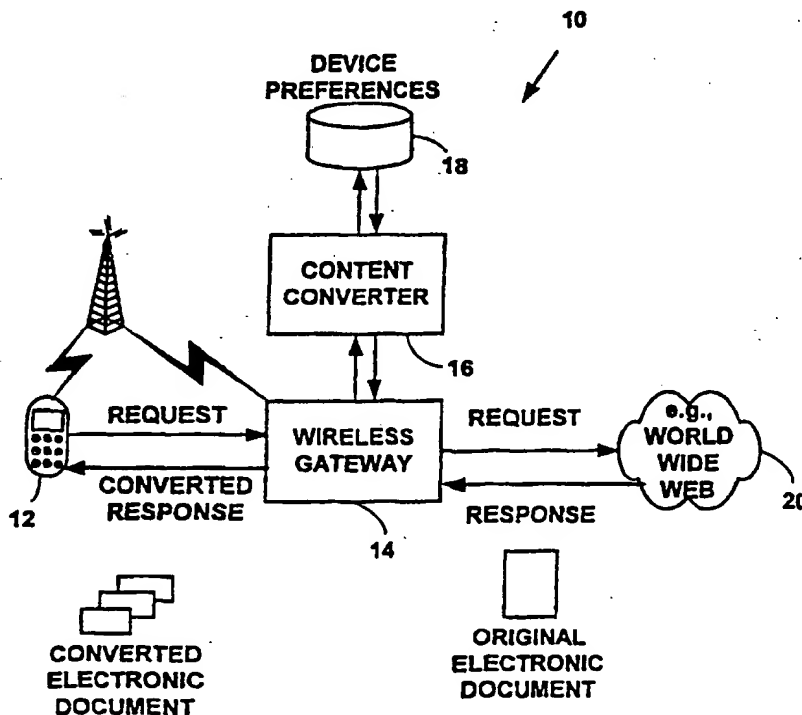 10
DEVICE
PREFERENCES
18
CONTENT
CONVERTER
16
REQUEST
WIRELESS
GATEWAY
REQUEST
e.g.,
WORLD
WIDE
WEB
12
CONVERTED
RESPONSE
14
RESPONSE
20
CONVERTED
ELECTRONIC
DOCUMENT
ORIGINAL
ELECTRONIC
DOCUMENT